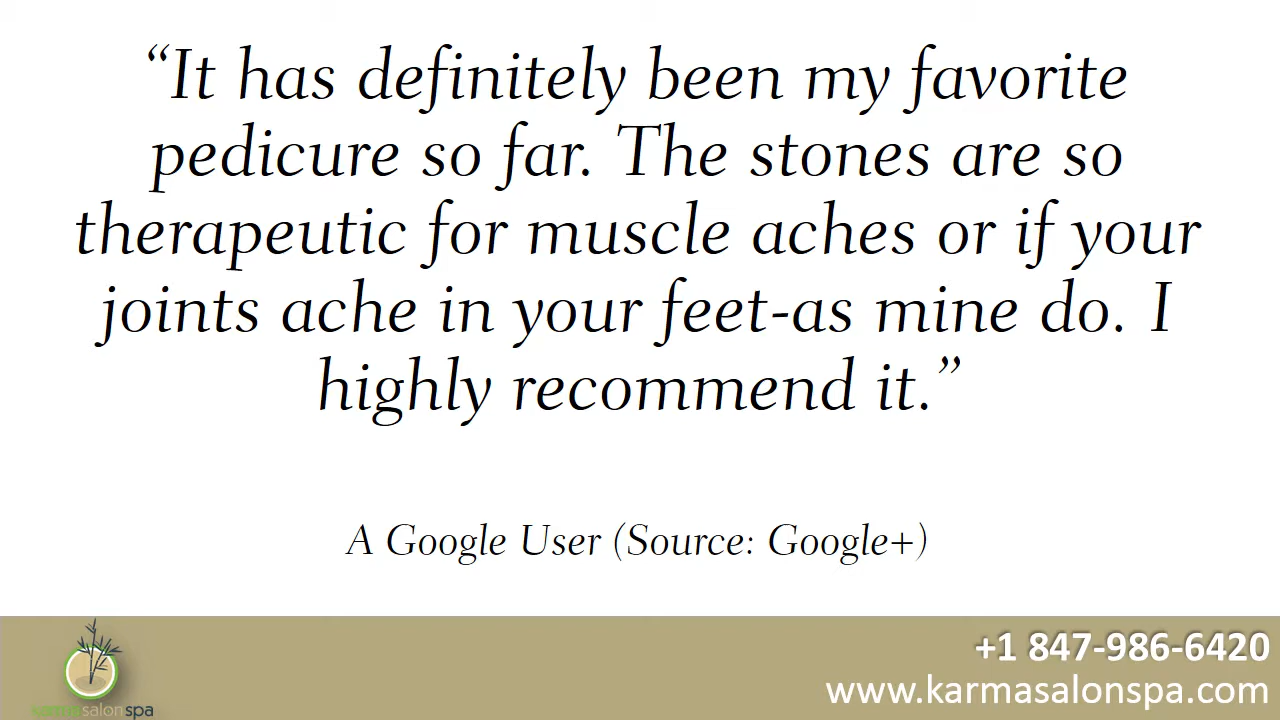 “It has definitely been my favorite
pedicure so far. The stones are so
therapeutic for muscle aches or if your
joints ache in your feet-as mine do. I
highly recommend it.”
A Google User (Source: Google+)
+1 847-986-6420
www.karmasalonspa.com
karmasalonspa